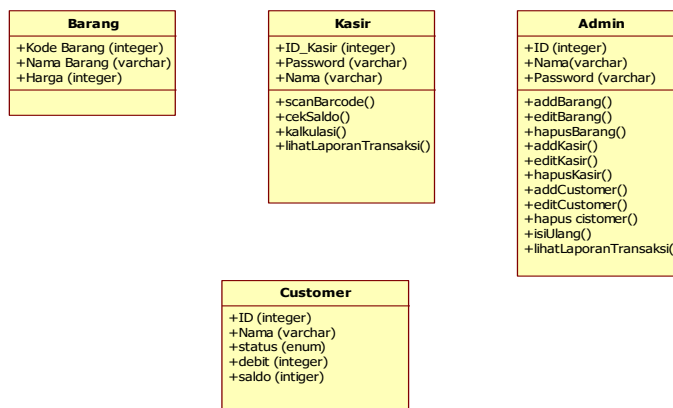 Barang
+Kode Barang (integer)
+Nama Barang (varchar)
+Harga (integer)
Kasir
+ID_Kasir (integer)
+Password (varchar)
+Nama (varchar)
+scanBarcode()
+cekSaldo()
+kalkulasi()
+lihatLaporanTransaksi()
Admin
+ID (integer)
+Nama(varchar)
+Password (varchar)
+addBarang()
+editBarang()
+hapusBarang()
+addKasir()
+editKasir()
+hapusKasir()
+addCustomer()
+editCustomer()
+hapus cistomer()
+isiUlang()
+lihatLaporanTransaksi(
Customer
+ID (integer)
+Nama (varchar)
+status (enum)
+debit (integer)
+saldo (intiger)